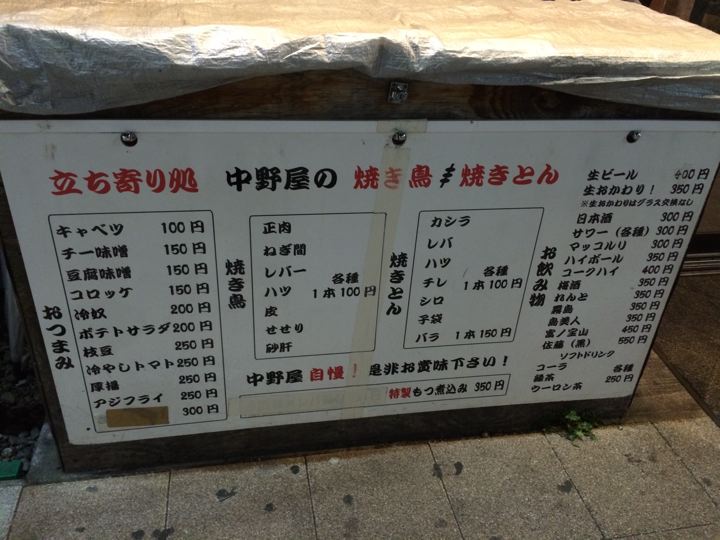 立ち寄り処 中野屋の 焼き鳥 焼きとん
おつまみ
キャベツ 100円
チー味噌 150円
豆腐味噌 150円
コロッケ 150円
冷奴 200円
ポテトサラダ 200円
枝豆 250円
冷やしトマト 250円
厚揚 250円
アジフライ 250円
300円
焼き鳥
正肉
ねぎ間
レバー
ハツ
皮
せせり
砂肝
各種
1本100円
焼きとん
カシラ
レバ
ハツ
チレ
シロ
子袋
各種
1本100円
バラ 1本150円
中野屋 自慢! 是非お賞味下さい!
特製もつ煮込み 350円
お飲み物
生ビール 400円
生おかわり! 350円
※生おかわりはグラス交換なし
日本酒 300円
サワー(各種) 300円
マッコルリ 300円
ハイボール 350円
コークハイ 400円
梅酒 350円
れんと 350円
霧島 350円
島美人 350円
富ノ宝山 450円
佐藤(黒) 550円
ソフトドリンク
コーラ
緑茶
ウーロン茶
各種
250円